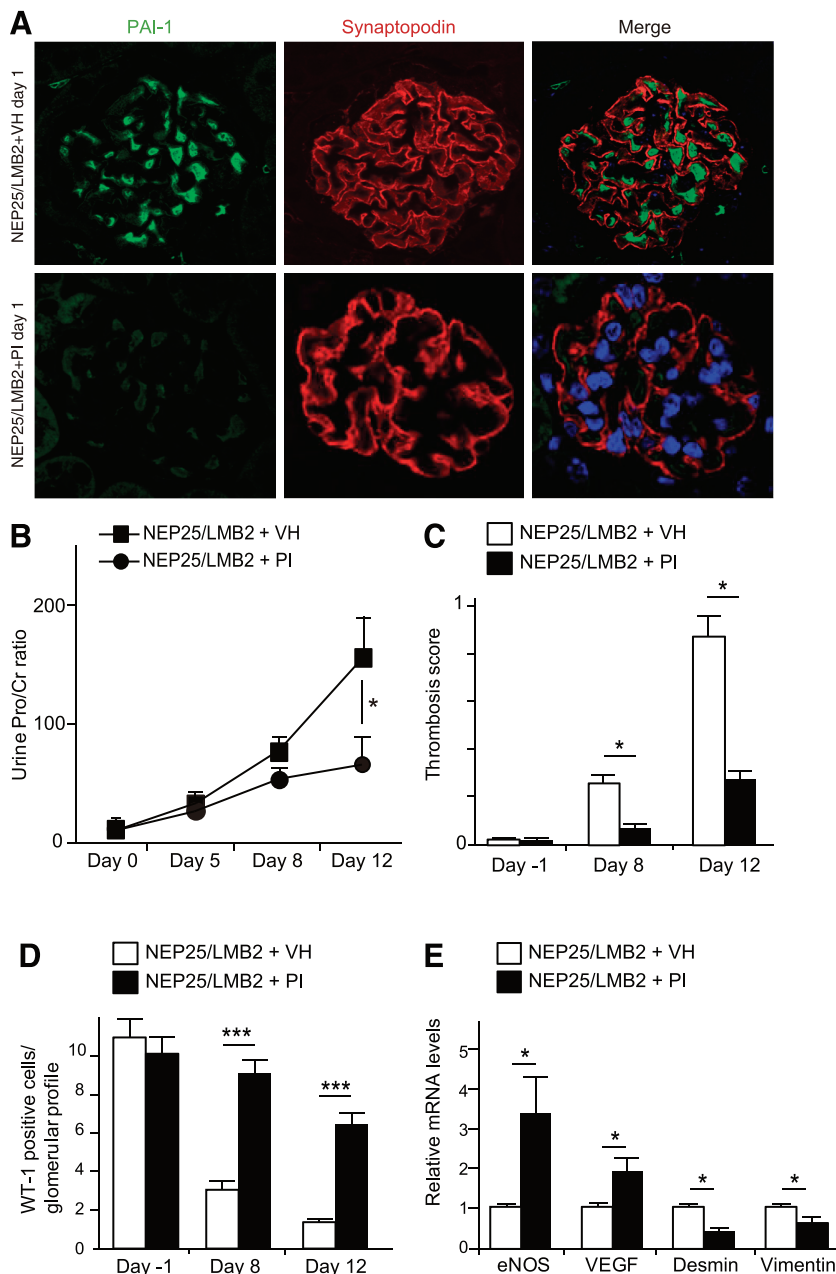 A
PAI-1
Synaptopodin
Merge
NEP25/LMB2+VH day 1
NEP25/LMB2+PI day 1
B
NEP25/LMB2 + VH
NEP25/LMB2 + PI
Urine Pro/Cr ratio
200
100
0
*
Day 0
Day 5
Day 8
Day 12
C
NEP25/LMB2 + VH
NEP25/LMB2 + PI
Thrombosis score
1
0
*
*
Day -1
Day 8
Day 12
D
NEP25/LMB2 + VH
NEP25/LMB2 + PI
WT-1 positive cells/
glomerular profile
10
8
6
4
2
0
***
***
Day -1
Day 8
Day 12
E
NEP25/LMB2 + VH
NEP25/LMB2 + PI
Relative mRNA levels
5
4
3
2
1
0
*
*
*
*
eNOS
VEGF
Desmin
Vimentin